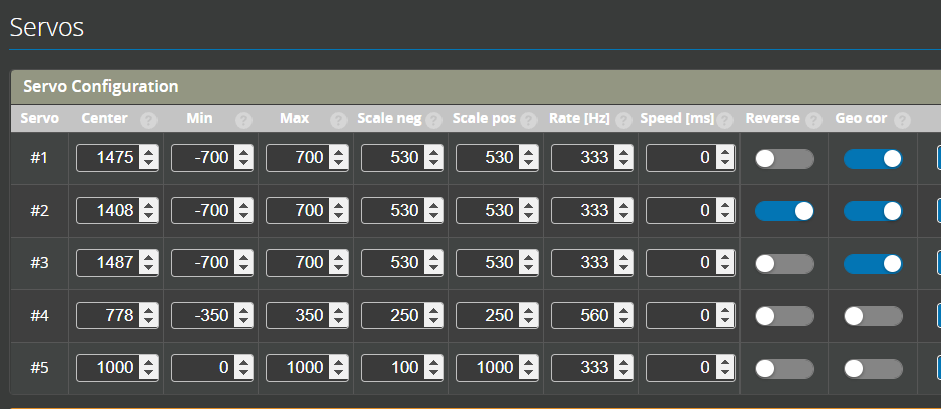 Servos
Servo Configuration
Servo Center ? Min ? Max ? Scale neg ? Scale pos ? Rate [Hz] ? Speed [ms] ? Reverse ? Geo cor ?
#1 1475 -700 700 530 530 333 0
#2 1408 -700 700 530 530 333 0
#3 1487 -700 700 530 530 333 0
#4 778 -350 350 250 250 560 0
#5 1000 0 1000 100 1000 333 0